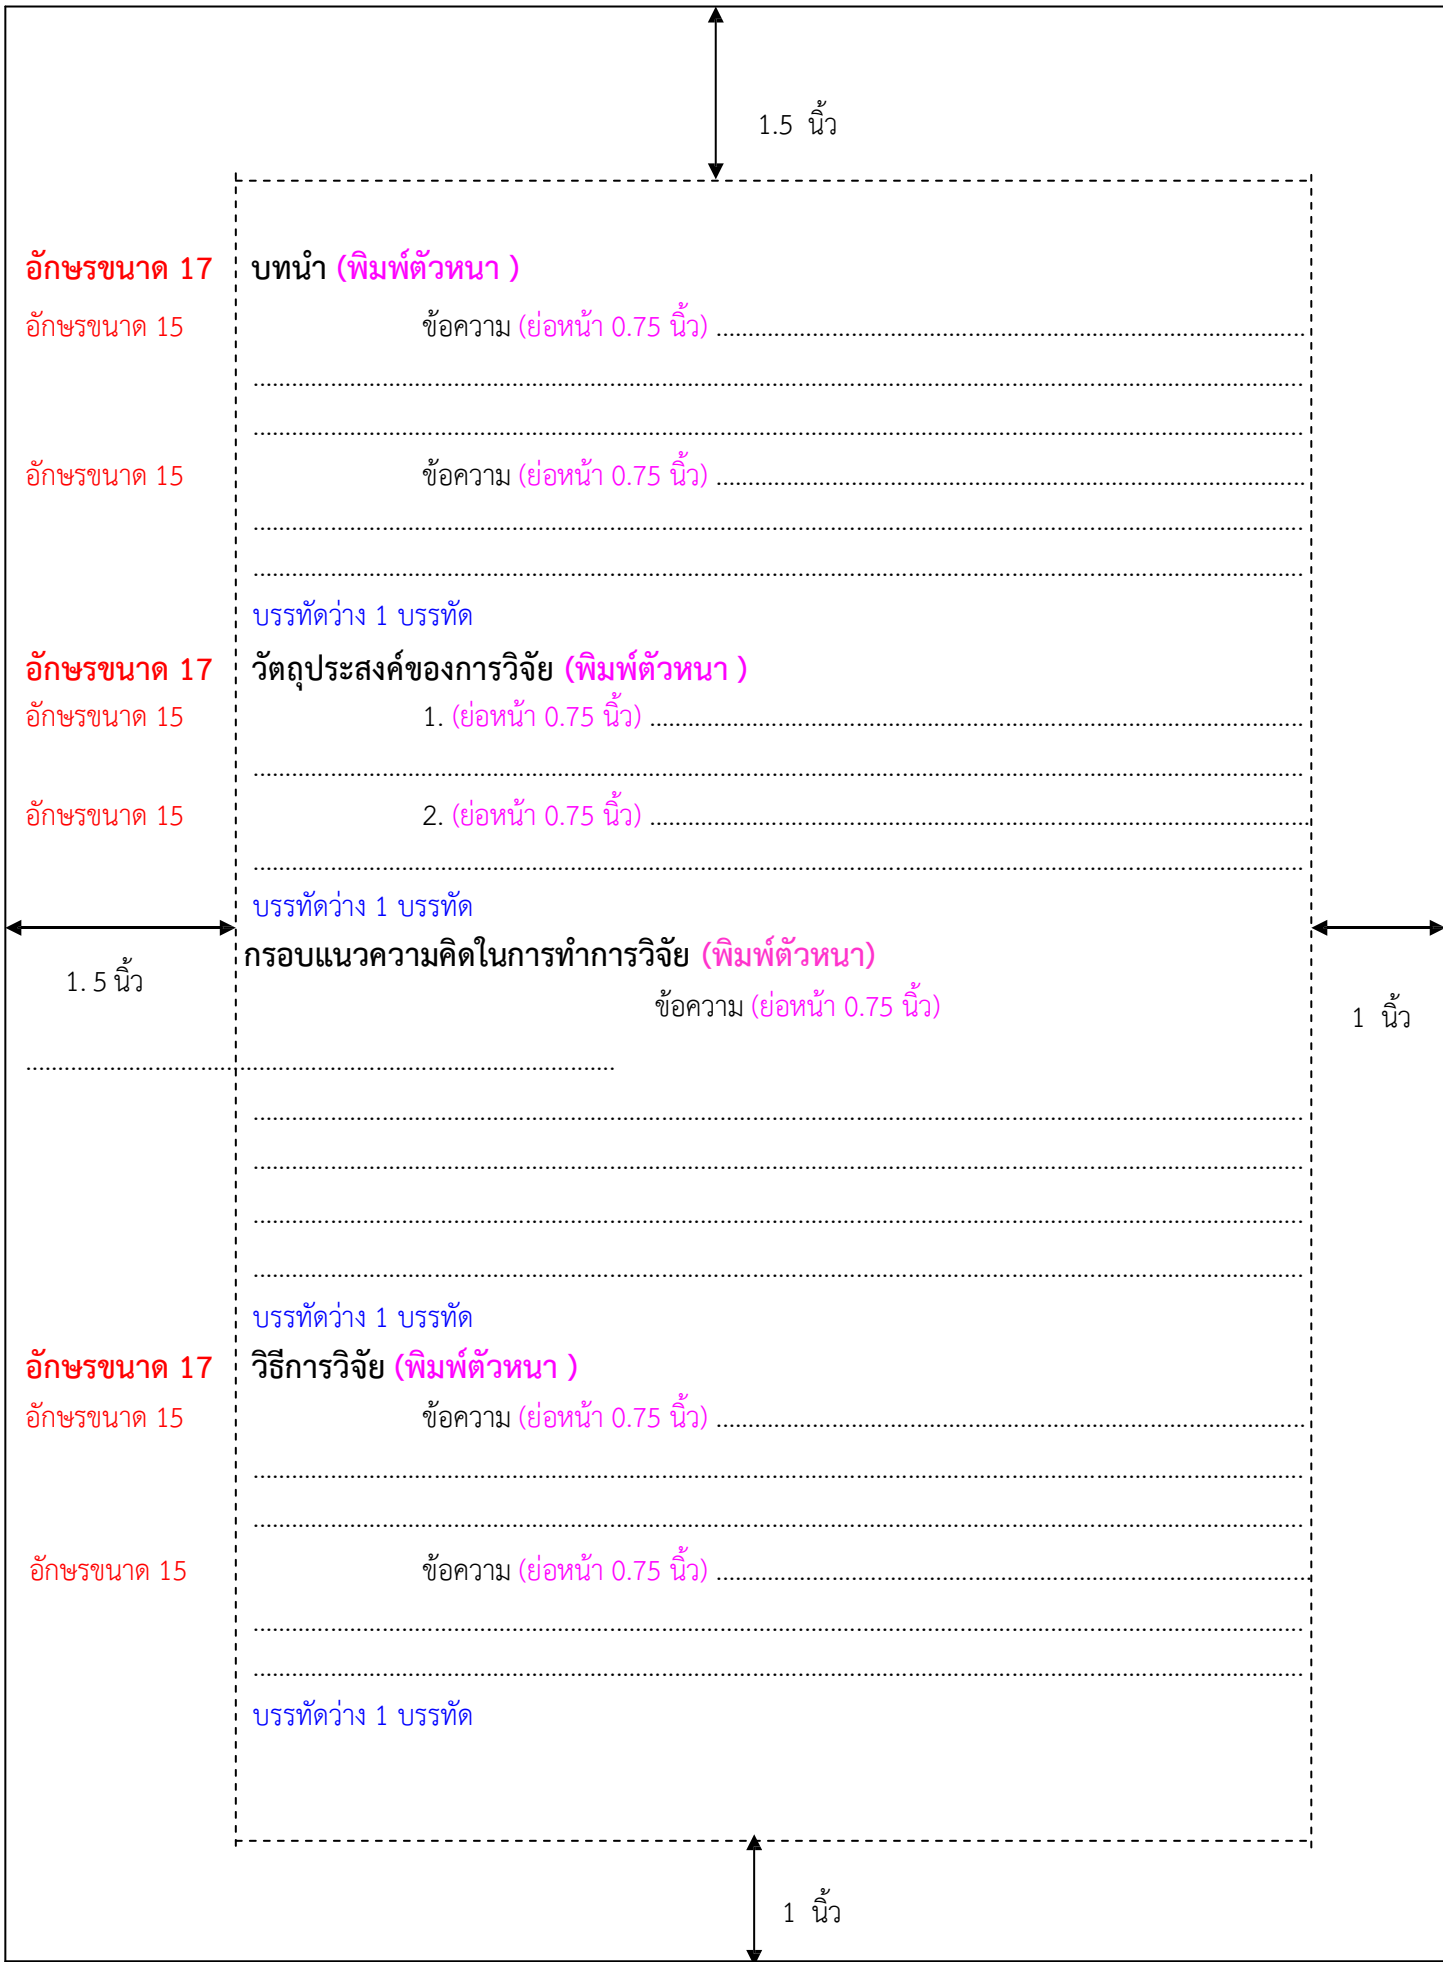 1.5 นิ้ว
อักษรขนาด 17 บทนำ (พิมพ์ตัวหนา )
อักษรขนาด 15 ข้อความ (ย่อหน้า 0.75 นิ้ว) ........................................................................................
................................................................................................................................................
................................................................................................................................................
อักษรขนาด 15 ข้อความ (ย่อหน้า 0.75 นิ้ว) ........................................................................................
................................................................................................................................................
................................................................................................................................................
บรรทัดว่าง 1 บรรทัด
อักษรขนาด 17 วัตถุประสงค์ของการวิจัย (พิมพ์ตัวหนา )
อักษรขนาด 15 1. (ย่อหน้า 0.75 นิ้ว) ........................................................................................
................................................................................................................................................
อักษรขนาด 15 2. (ย่อหน้า 0.75 นิ้ว) ........................................................................................
................................................................................................................................................
บรรทัดว่าง 1 บรรทัด
กรอบแนวความคิดในการทำการวิจัย (พิมพ์ตัวหนา)
1. 5 นิ้ว
ข้อความ (ย่อหน้า 0.75 นิ้ว)
1 นิ้ว
........................................................................................
................................................................................................................................................
................................................................................................................................................
................................................................................................................................................
................................................................................................................................................
บรรทัดว่าง 1 บรรทัด
อักษรขนาด 17 วิธีการวิจัย (พิมพ์ตัวหนา )
อักษรขนาด 15 ข้อความ (ย่อหน้า 0.75 นิ้ว) ........................................................................................
................................................................................................................................................
................................................................................................................................................
อักษรขนาด 15 ข้อความ (ย่อหน้า 0.75 นิ้ว) ........................................................................................
................................................................................................................................................
................................................................................................................................................
บรรทัดว่าง 1 บรรทัด
1 นิ้ว